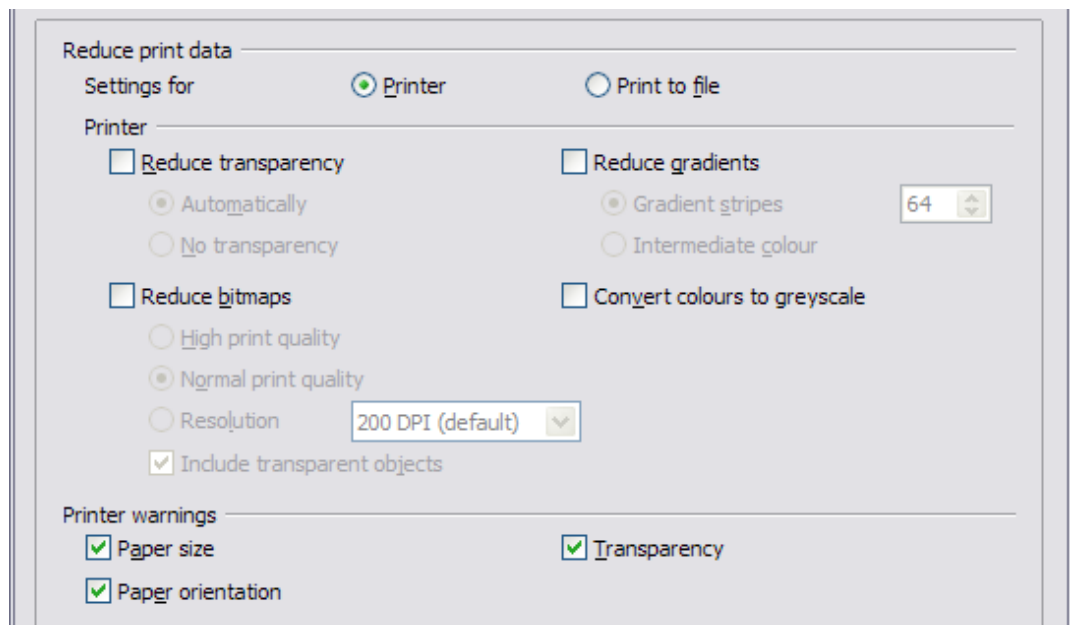 Reduce print data
Settings for Printer Print to file
Printer
Reduce transparency Reduce gradients
Automatically Gradient stripes 64
No transparency Intermediate colour
Reduce bitmaps Convert colours to greyscale
High print quality
Normal print quality
Resolution 200 DPI (default)
Include transparent objects
Printer warnings
Paper size Transparency
Paper orientation